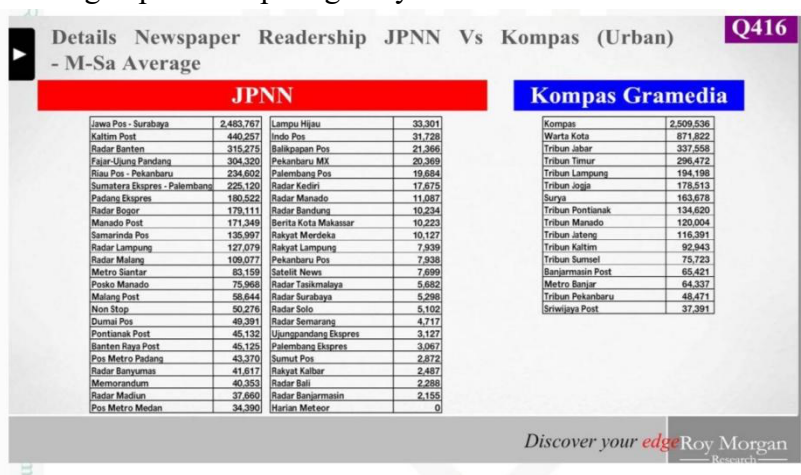 Q416
Details Newspaper Readership JPNN Vs Kompas (Urban)
- M-Sa Average
JPNN
Jawa Pos - Surabaya 2,483,767 Lampu Hijau 33,301
Kaltim Post 440,257 Indo Pos 31,728
Radar Banten 315,275 Balikpapan Pos 21,366
Fajar-Ujung Pandang 304,320 Pekanbaru MX 20,369
Riau Pos - Pekanbaru 234,602 Palembang Pos 19,684
Sumatera Ekspres - Palembang 225,120 Radar Kediri 17,675
Padang Ekspres 180,522 Radar Manado 11,087
Radar Bogor 179,111 Radar Bandung 10,234
Manado Post 171,349 Berita Kota Makassar 10,223
Samarinda Pos 135,997 Rakyat Merdeka 10,127
Radar Lampung 127,079 Rakyat Lampung 7,939
Radar Malang 109,077 Pekanbaru Pos 7,938
Metro Siantar 83,159 Satelit News 7,699
Posko Manado 75,968 Radar Tasikmalaya 5,682
Malang Post 58,644 Radar Surabaya 5,298
Non Stop 50,276 Radar Solo 5,102
Dumai Pos 49,391 Radar Semarang 4,717
Pontianak Post 45,132 Ujungpandang Ekspres 3,127
Banten Raya Post 45,125 Palembang Ekspres 3,067
Pos Metro Padang 43,370 Sumut Pos 2,872
Radar Banyumas 41,617 Rakyat Kalbar 2,487
Memorandum 40,353 Radar Bali 2,288
Radar Madiun 37,660 Radar Banjarmasin 2,155
Pos Metro Medan 34,390 Harian Meteor 0
Kompas Gramedia
Kompas 2,509,536
Warta Kota 871,822
Tribun Jabar 337,558
Tribun Timur 296,472
Tribun Lampung 194,198
Tribun Jogja 178,513
Surya 163,678
Tribun Pontianak 134,620
Tribun Manado 120,004
Tribun Jateng 116,391
Tribun Kaltim 92,943
Tribun Sumsel 75,723
Banjarmasin Post 65,421
Metro Banjar 64,337
Tribun Pekanbaru 48,471
Sriwijaya Post 37,391
Discover your edge Roy Morgan
Research